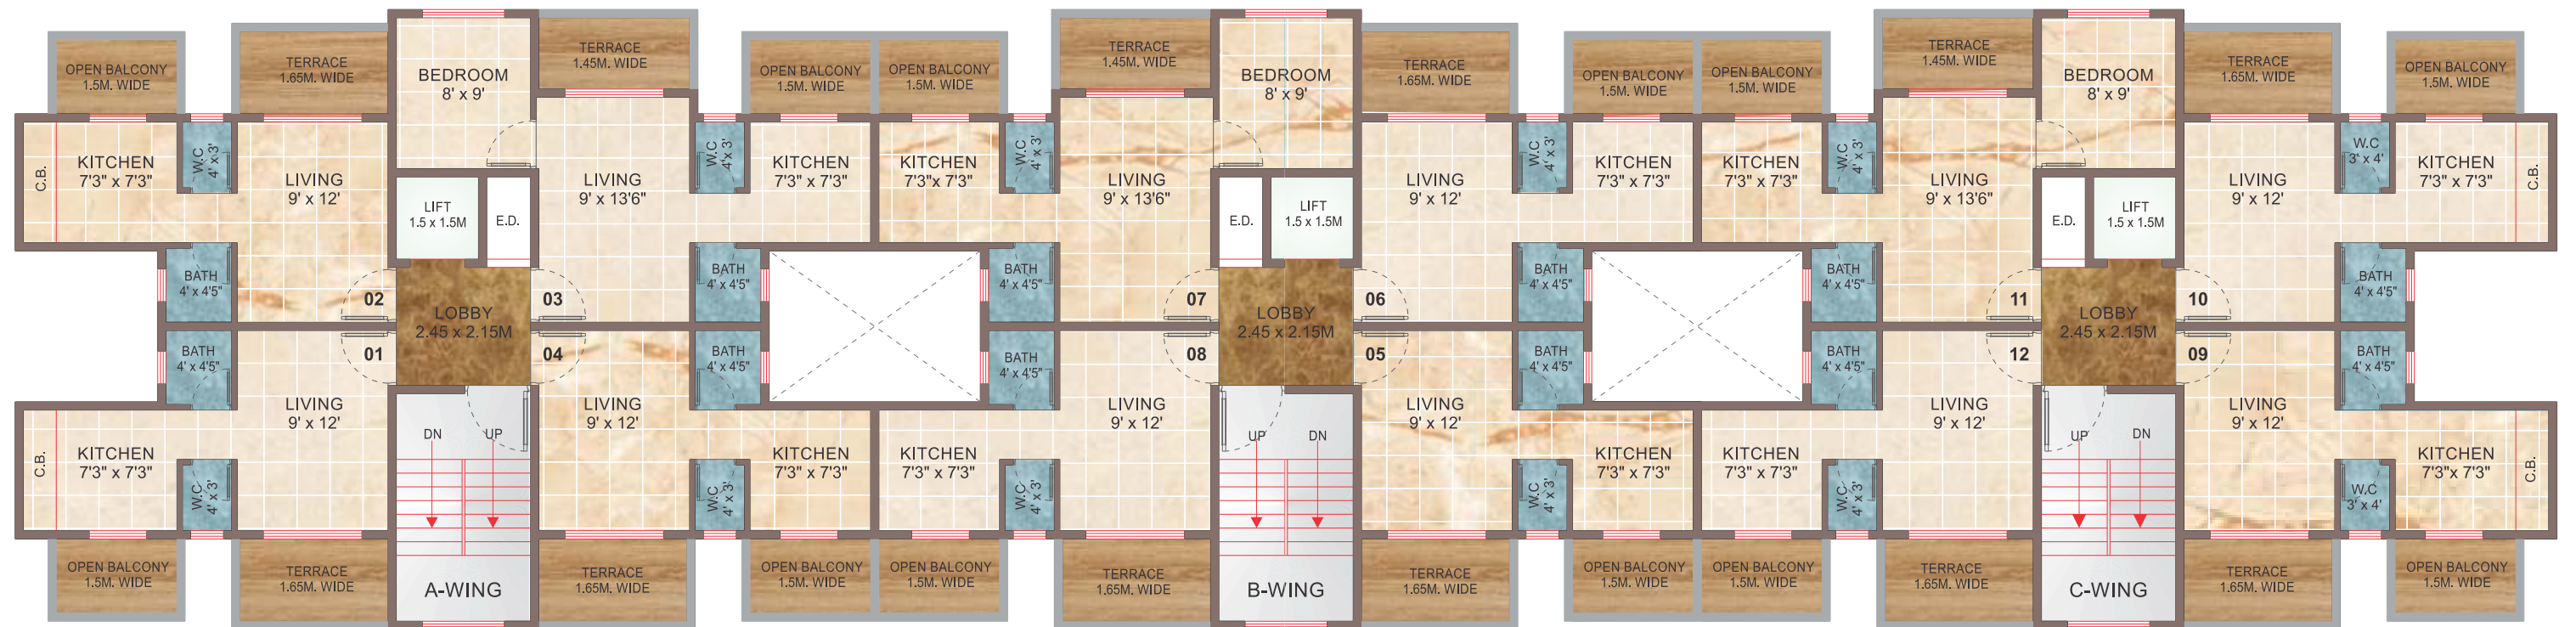 OPEN BALCONY
1.5M. WIDE
TERRACE
1.65M. WIDE
BEDROOM
8' x 9'
TERRACE
1.45M. WIDE
OPEN BALCONY
1.5M. WIDE
OPEN BALCONY
1.5M. WIDE
TERRACE
1.45M. WIDE
BEDROOM
8' x 9'
TERRACE
1.65M. WIDE
OPEN BALCONY
1.5M. WIDE
OPEN BALCONY
1.5M. WIDE
TERRACE
1.45M. WIDE
BEDROOM
8' x 9'
TERRACE
1.65M. WIDE
OPEN BALCONY
1.5M. WIDE
C.B.
KITCHEN
7'3" x 7'3"
W.C
4' x 3'
LIVING
9' x 12'
LIFT
1.5 x 1.5M
E.D.
LIVING
9' x 13'6"
W.C
4' x 3'
KITCHEN
7'3" x 7'3"
KITCHEN
7'3"x 7'3"
W.C
4' x 3'
LIVING
9' x 13'6"
E.D.
LIFT
1.5 x 1.5M
LIVING
9' x 12'
W.C
4' x 3'
KITCHEN
7'3" x 7'3"
KITCHEN
7'3" x 7'3"
W.C
4' x 3'
LIVING
9' x 13'6"
E.D.
LIFT
1.5 x 1.5M
LIVING
9' x 12'
W.C
3' x 4'
KITCHEN
7'3" x 7'3"
C.B.
BATH
4' x 4'5"
02
03
BATH
4' x 4'5"
BATH
4' x 4'5"
07
06
BATH
4' x 4'5"
BATH
4' x 4'5"
11
10
BATH
4' x 4'5"
LOBBY
2.45 x 2.15M
LOBBY
2.45 x 2.15M
LOBBY
2.45 x 2.15M
BATH
4' x 4'5"
01
04
BATH
4' x 4'5"
BATH
4' x 4'5"
08
05
BATH
4' x 4'5"
BATH
4' x 4'5"
12
09
BATH
4' x 4'5"
C.B.
KITCHEN
7'3" x 7'3"
W.C
4' x 3'
LIVING
9' x 12'
DN
UP
LIVING
9' x 12'
W.C
4' x 3'
KITCHEN
7'3" x 7'3"
KITCHEN
7'3" x 7'3"
W.C
4' x 3'
LIVING
9' x 12'
UP
DN
LIVING
9' x 12'
W.C
4' x 3'
KITCHEN
7'3" x 7'3"
KITCHEN
7'3" x 7'3"
W.C
4' x 3'
LIVING
9' x 12'
UP
DN
LIVING
9' x 12'
W.C
3' x 4'
KITCHEN
7'3"x 7'3"
C.B.
OPEN BALCONY
1.5M. WIDE
TERRACE
1.65M. WIDE
A-WING
TERRACE
1.65M. WIDE
OPEN BALCONY
1.5M. WIDE
OPEN BALCONY
1.5M. WIDE
TERRACE
1.65M. WIDE
B-WING
TERRACE
1.65M. WIDE
OPEN BALCONY
1.5M. WIDE
OPEN BALCONY
1.5M. WIDE
TERRACE
1.65M. WIDE
C-WING
TERRACE
1.65M. WIDE
OPEN BALCONY
1.5M. WIDE